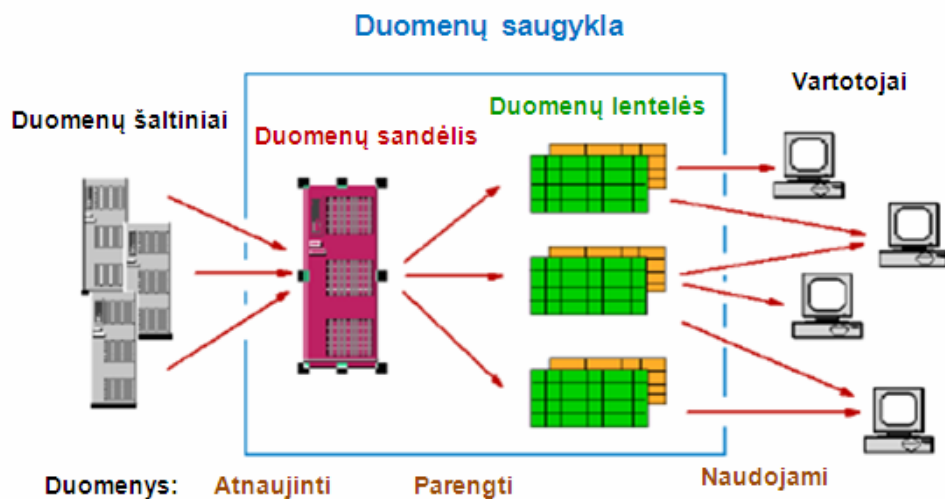 Duomenų saugykla
Vartotojai
Duomenų šaltiniai
Duomenų sandėlis
Duomenų lentelės
Duomenys: Atnaujinti Parengti Naudojami